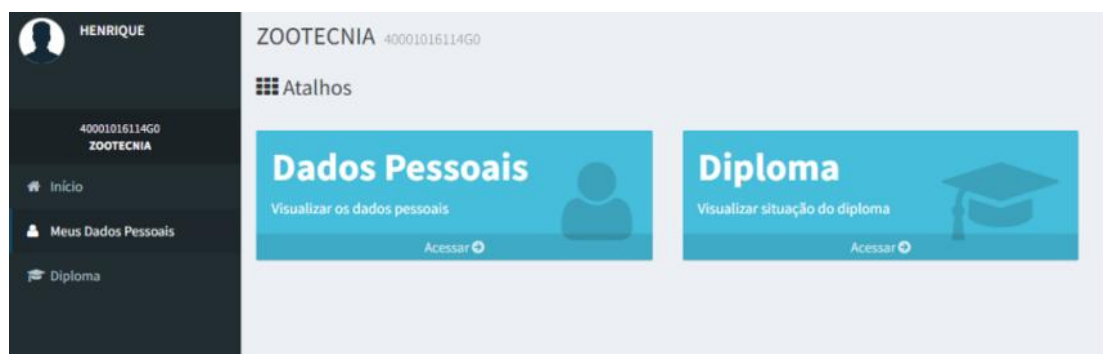 HENRIQUE
40001016114G0
ZOOTECNIA
Início
Meus Dados Pessoais
Diploma
ZOOTECNIA 40001016114G0
Atalhos
Dados Pessoais
Visualizar os dados pessoais
Acessar
Diploma
Visualizar situação do diploma
Acessar